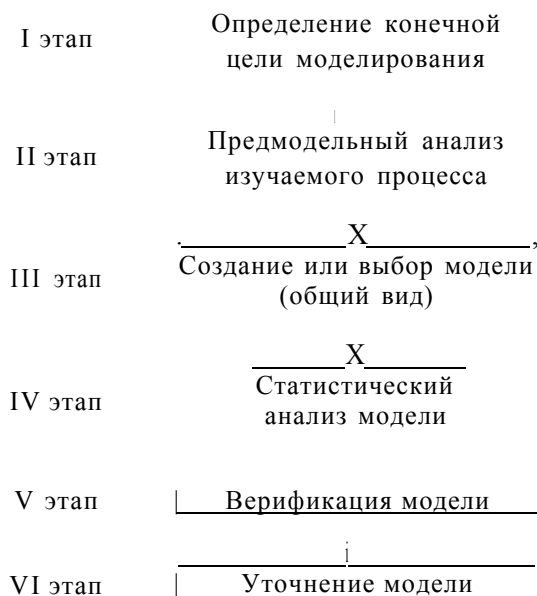 I этап
Определение конечной
цели моделирования
II этап
Предмодельный анализ
изучаемого процесса
X
III этап
Создание или выбор модели
(общий вид)
X
IV этап
Статистический
анализ модели
V этап
Верификация модели
i
VI этап
Уточнение модели